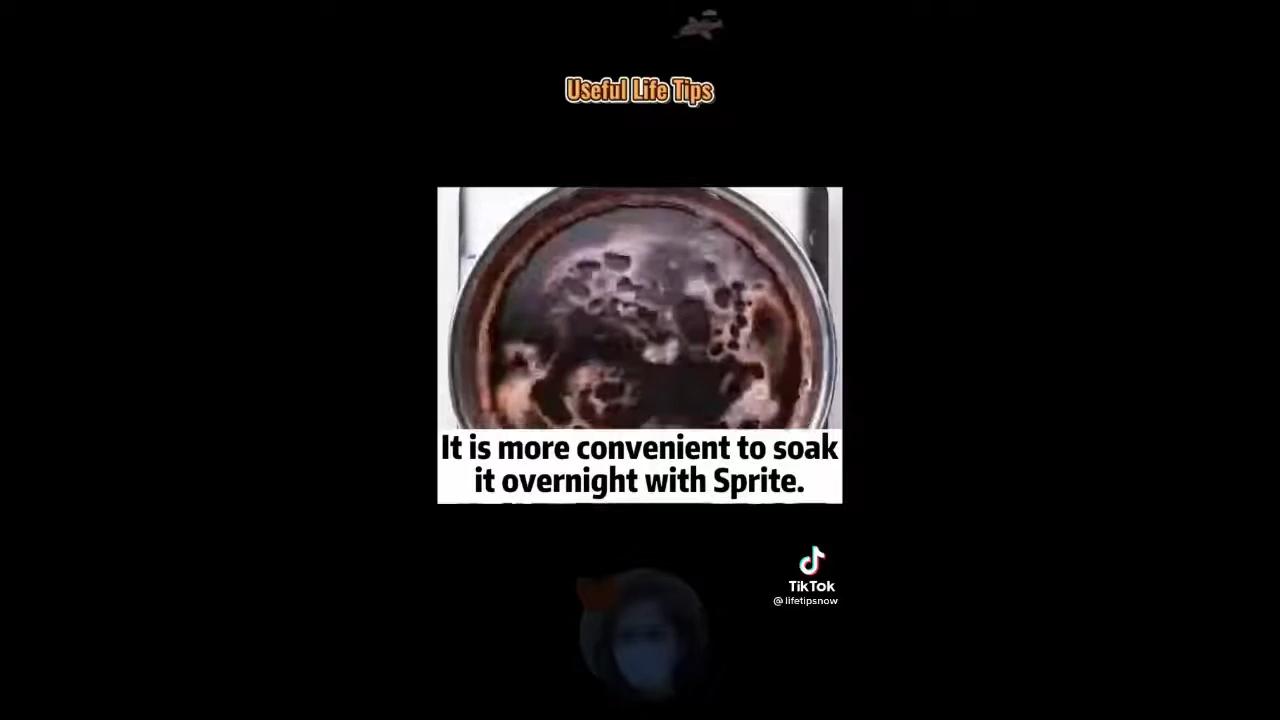 Useful Life Tips
It is more convenient to soak
it overnight with Sprite.
TikTok
@lifetipsnow